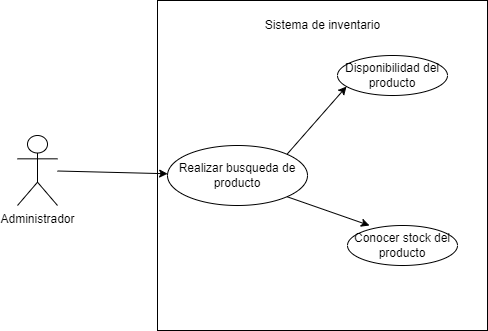 Sistema de inventario
Disponibilidad del
producto
Realizar busqueda de
producto
Administrador
Conocer stock del
producto